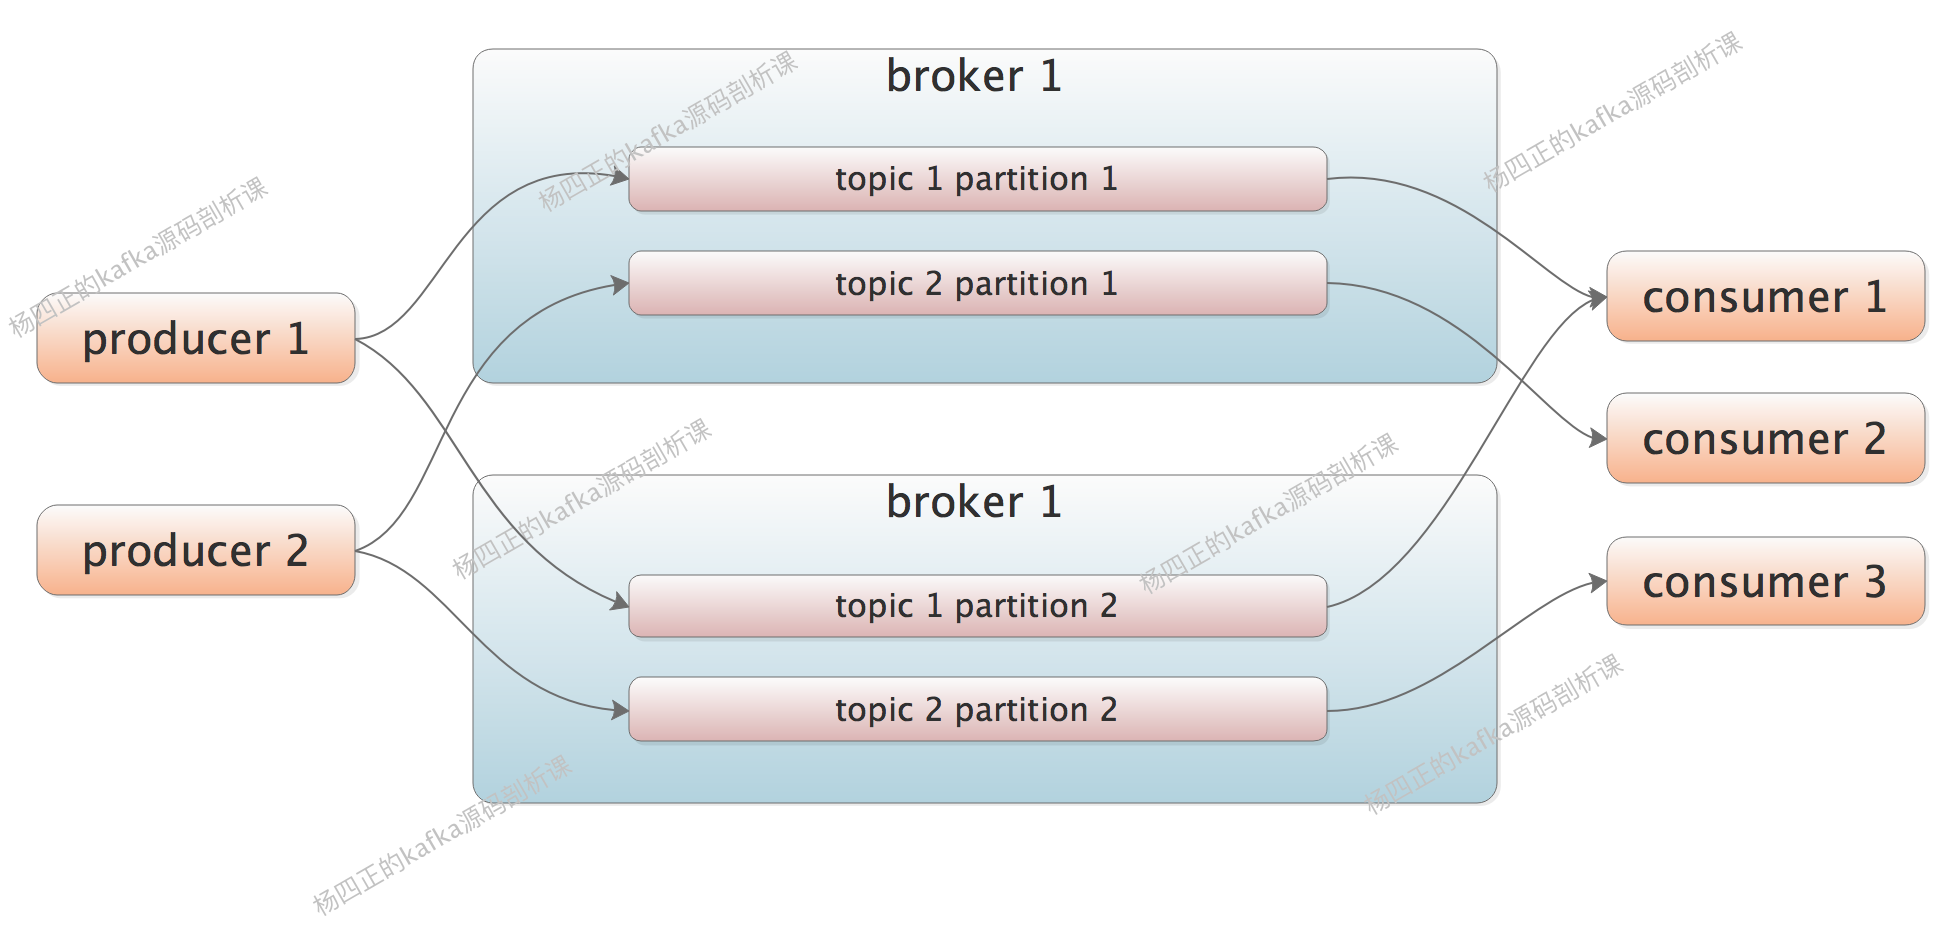 broker 1
topic 1 partition 1
topic 2 partition 1
producer 1
producer 2
broker 1
topic 1 partition 2
topic 2 partition 2
consumer 1
consumer 2
consumer 3
杨四正的kafka源码剖析课
杨四正的kafka源码剖析课
杨四正的kafka源码剖析课
杨四正的kafka源码剖析课
杨四正的kafka源码剖析课
杨四正的kafka源码剖析课
杨四正的kafka源码剖析课